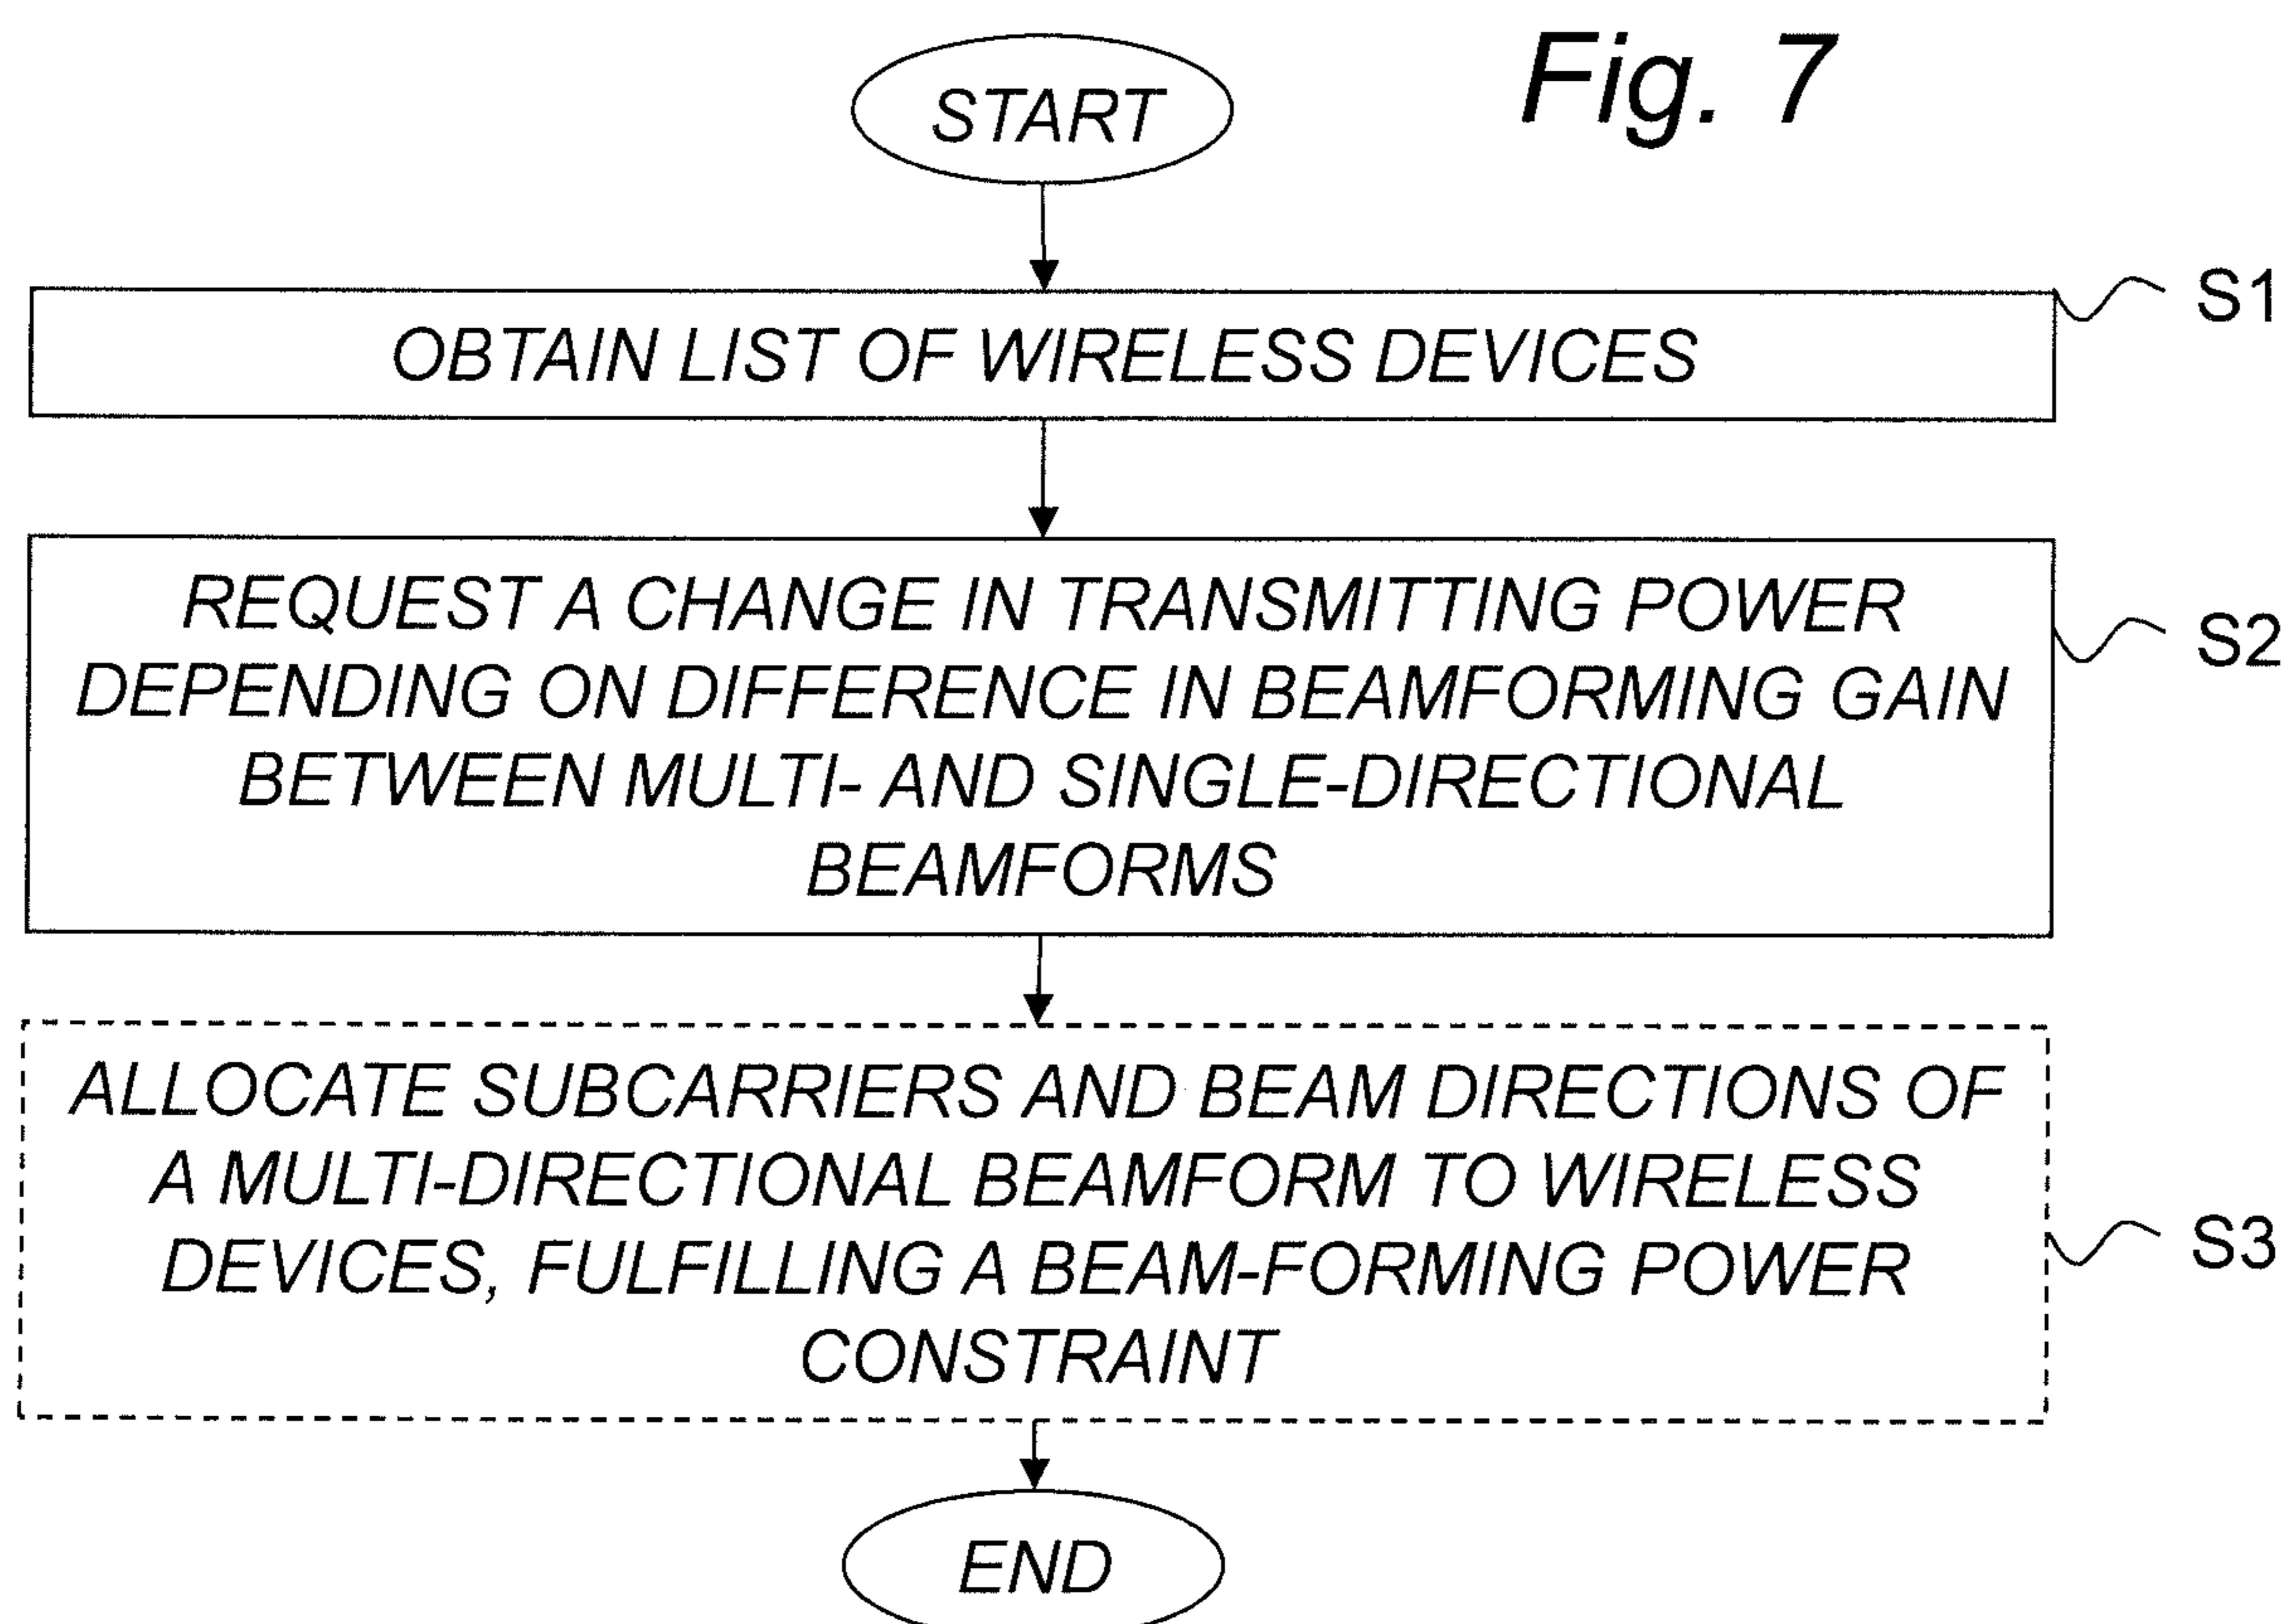 Fig. 7
START
S1
OBTAIN LIST OF WIRELESS DEVICES
REQUEST A CHANGE IN TRANSMITTING POWER
DEPENDING ON DIFFERENCE IN BEAMFORMING GAIN
BETWEEN MULTI- AND SINGLE-DIRECTIONAL
BEAMFORMS
S2
ALLOCATE SUBCARRIERS AND BEAM DIRECTIONS OF
A MULTI-DIRECTIONAL BEAMFORM TO WIRELESS
DEVICES, FULFILLING A BEAM-FORMING POWER
CONSTRAINT
S3
END